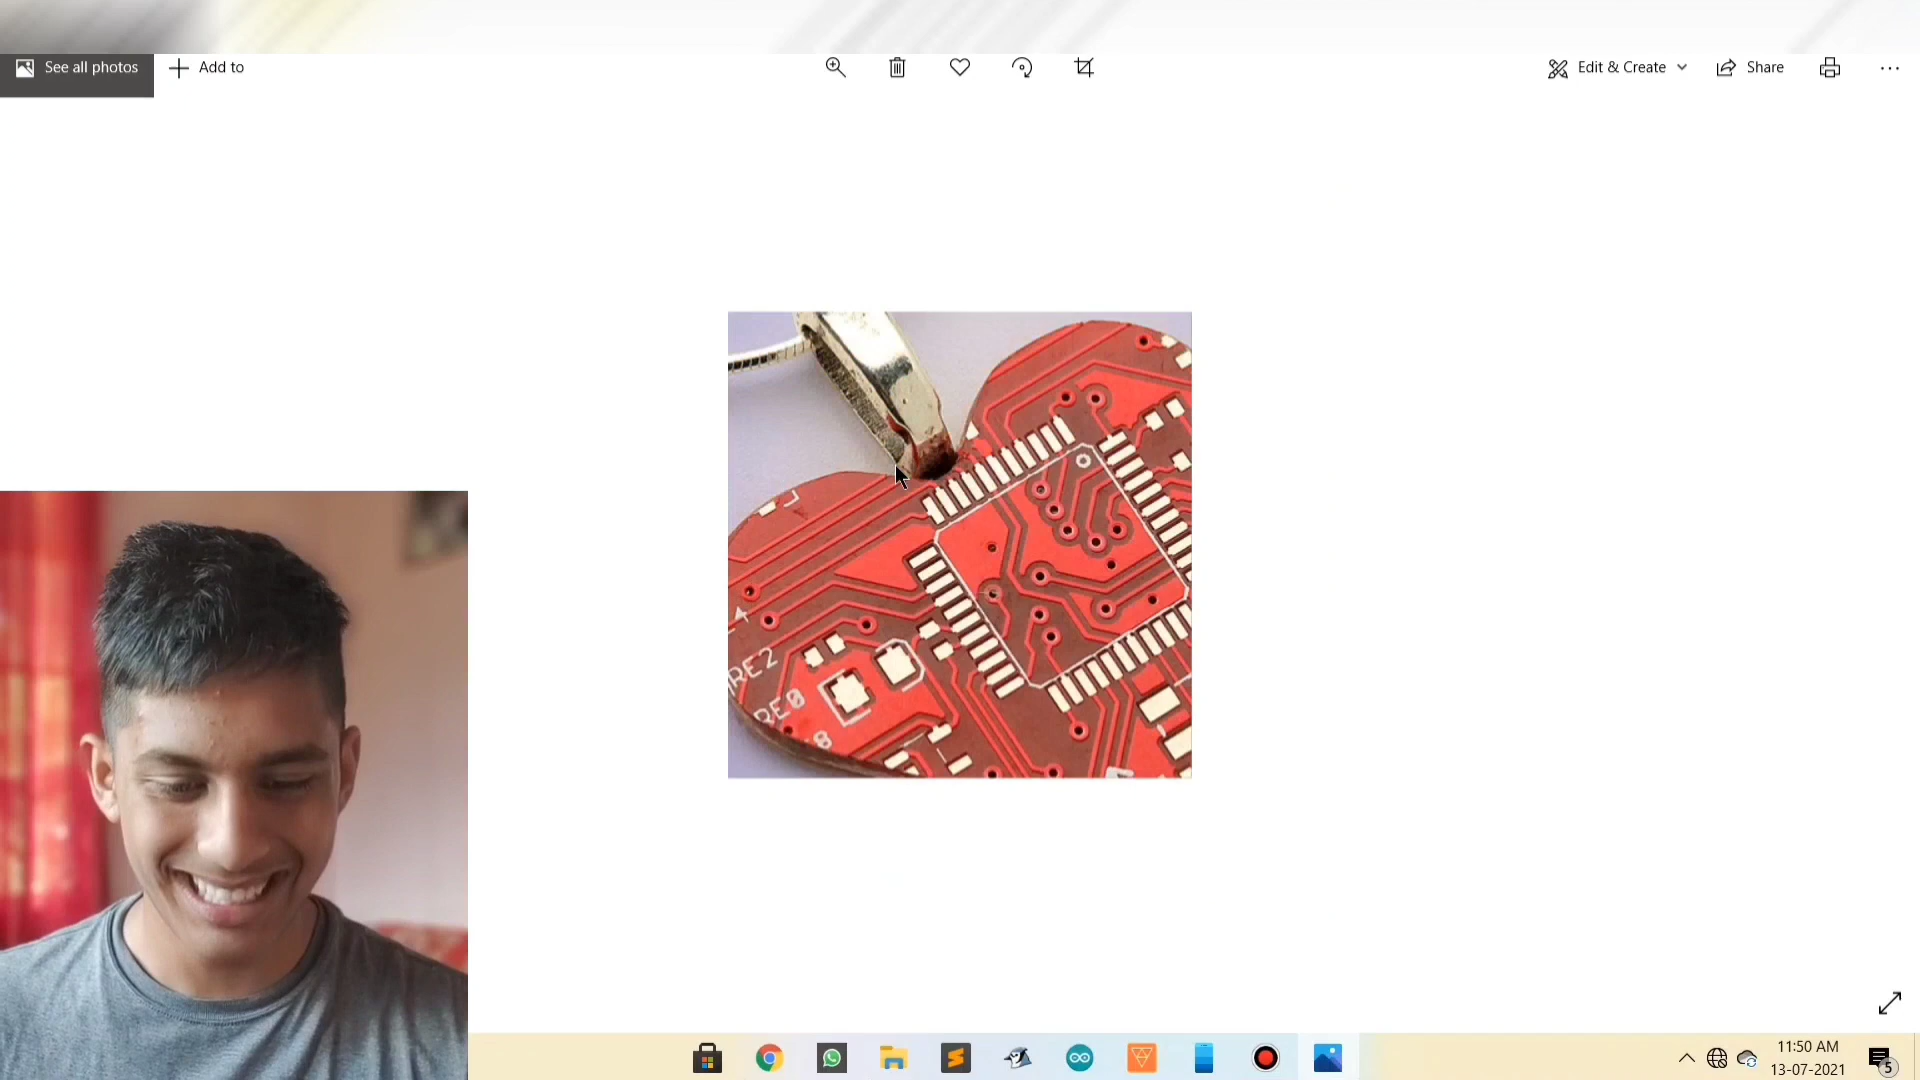 See all photos
Add to
Edit & Create
Share
RE2
RE0
8
11:50 AM
13-07-2021
5